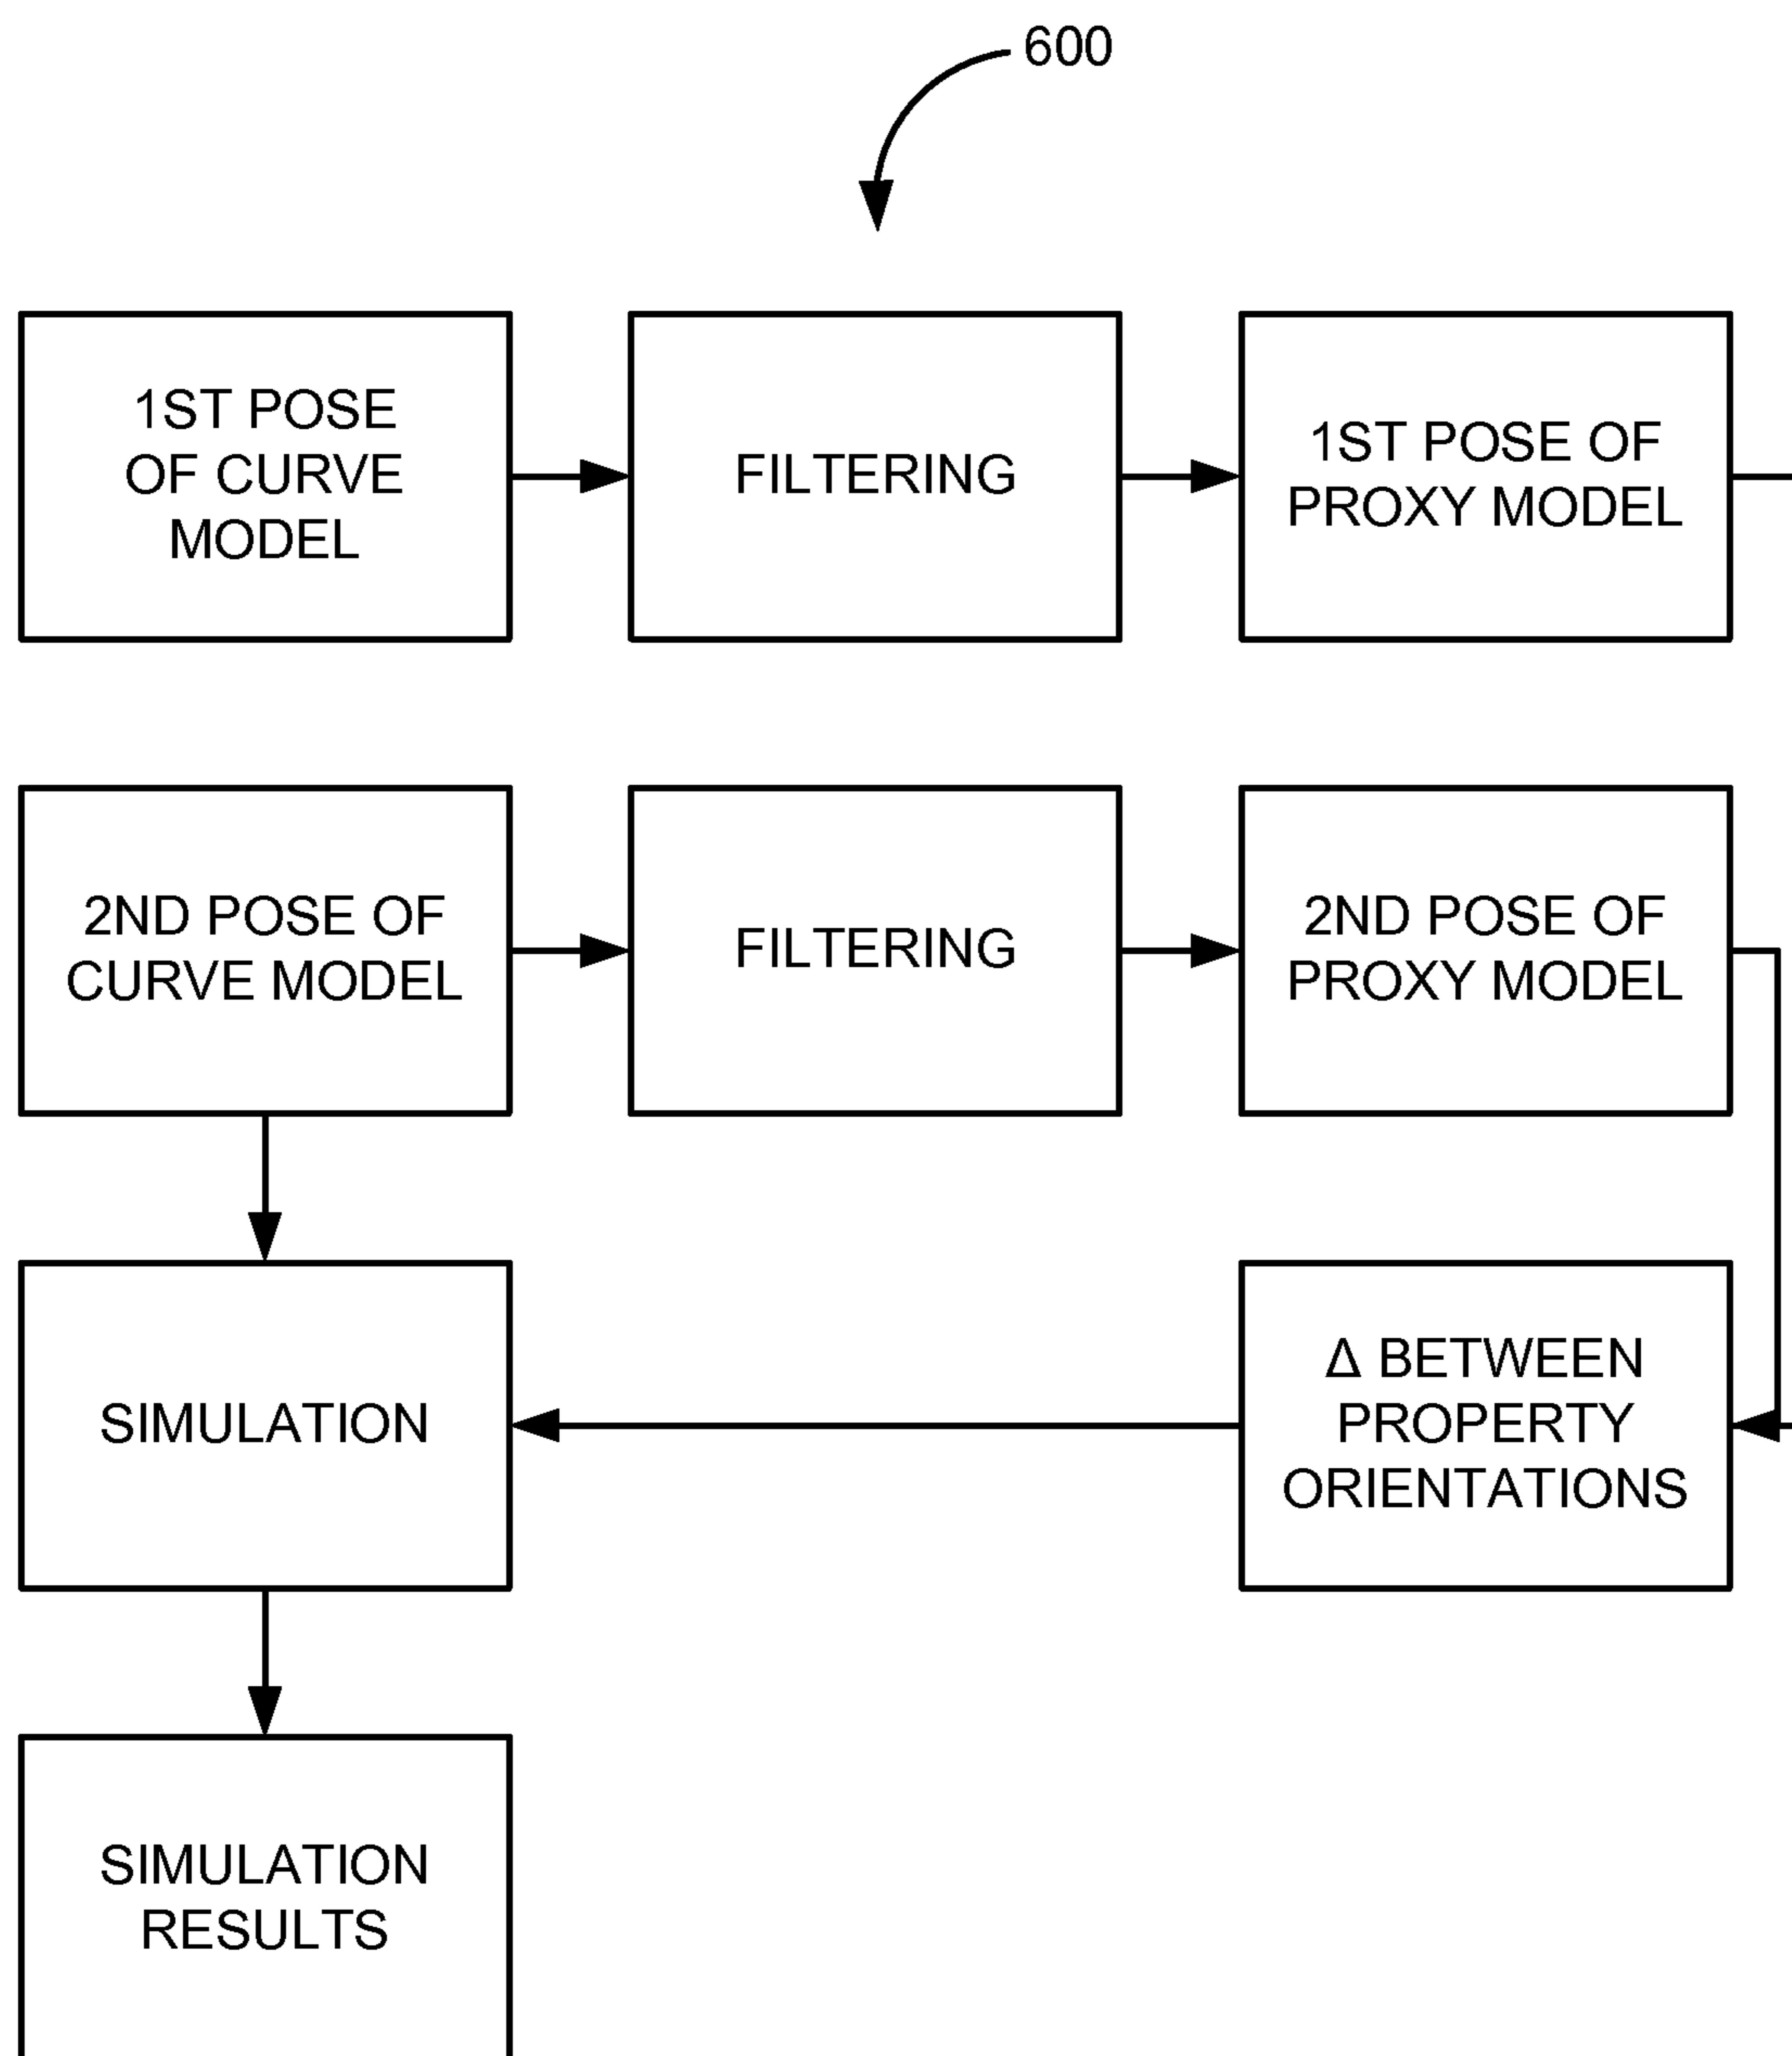 600
1ST POSE
OF CURVE
MODEL
FILTERING
1ST POSE OF
PROXY MODEL
2ND POSE OF
CURVE MODEL
FILTERING
2ND POSE OF
PROXY MODEL
SIMULATION
Δ BETWEEN
PROPERTY
ORIENTATIONS
SIMULATION
RESULTS